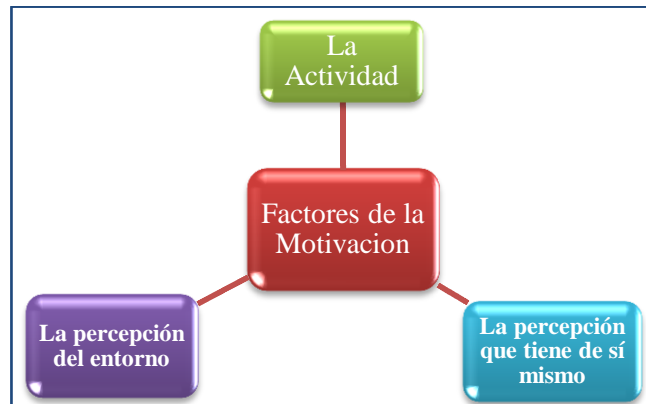 La
Actividad
Factores de la
Motivacion
La percepción
del entorno
La percepción
que tiene de sí
mismo